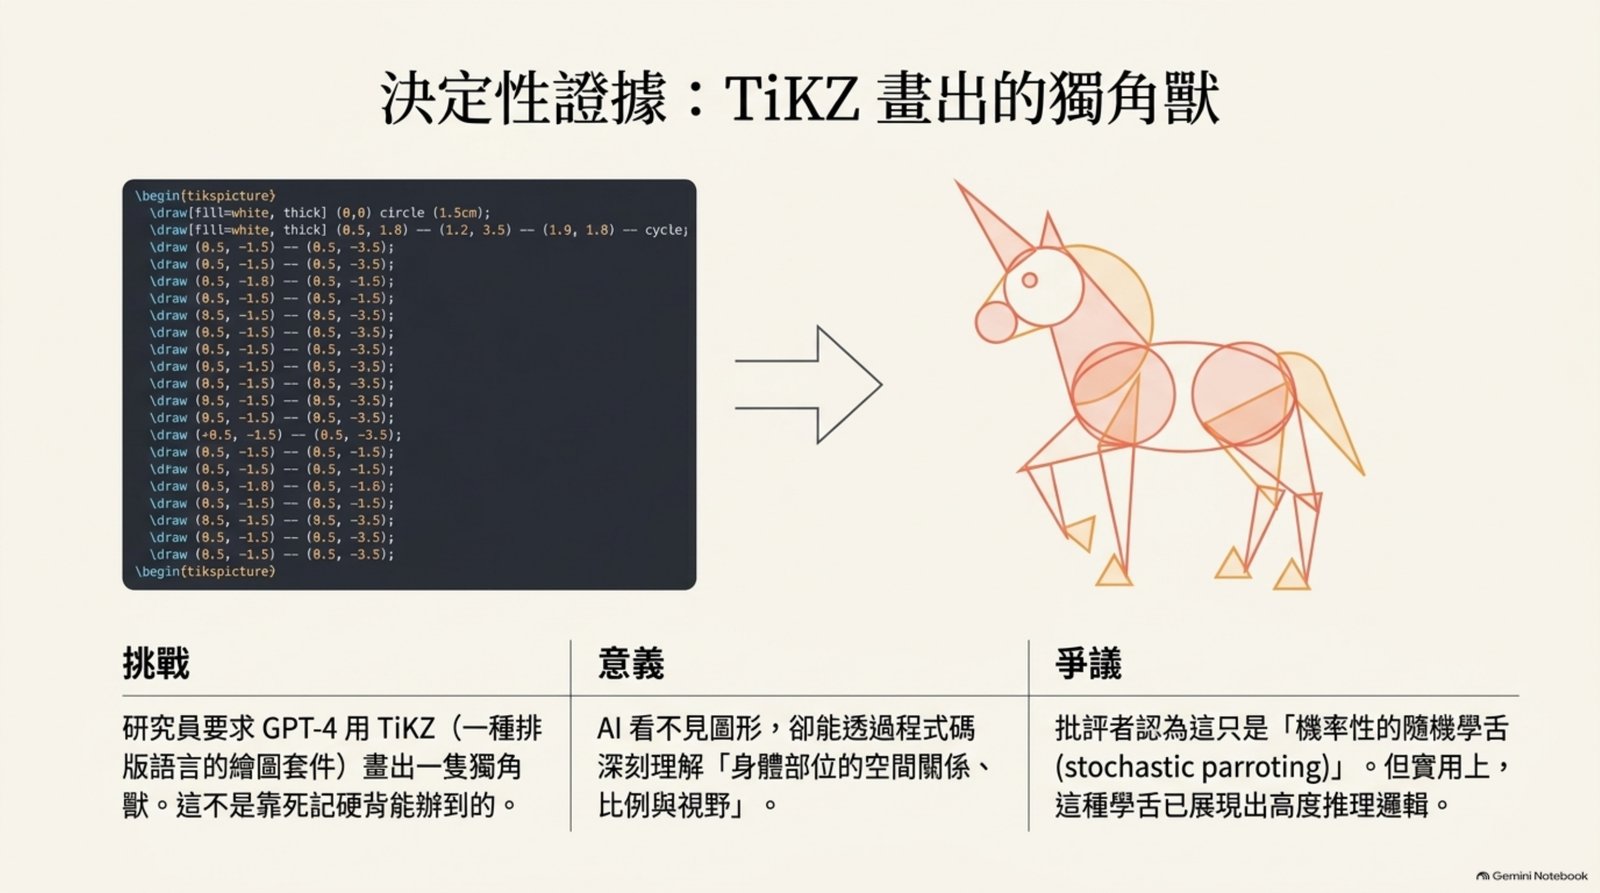 決定性證據：TiKZ 畫出的獨角獸
\begin{tikspicture}
\draw[fıll=white, thick] (0,0) circle (1.5cm);
\draw[fıll=white, thick] (0.5, 1.8) —— (1.2, 3.5) —— (1.9, 1.8) —— cycle;
\draw (0.5, −1.5) —— (0.5, −3.5);
\draw (0.5, −1.5) —— (0.5, −3.5);
\draw (0.5, −1.8) —— (0.5, −1.5);
\draw (0.5, −1.5) —— (0.5, −1.5);
\draw (0.5, −1.5) —— (0.5, −3.5);
\draw (0.5, −1.5) —— (0.5, −3.5);
\draw (0.5, −1.5) —— (0.5, −3.5);
\draw (0.5, −1.5) —— (0.5, −3.5);
\draw (0.5, −1.5) —— (8.5, −3.5);
\draw (0.5, −1.5) —— (0.5, −3.5);
\draw (0.5, −1.5) —— (0.5, −3.5);
\draw (+0.5, −1.5) —— (0.5, −3.5);
\draw (0.5, −1.5) —— (0.5, −1.5);
\draw (0.5, −1.5) —— (0.5, −1.5);
\draw (0.5, −1.8) —— (0.5, −1.6);
\draw (0.5, −1.5) —— (0.5, −1.5);
\draw (8.5, −1.5) —— (9.5, −3.5);
\draw (0.5, −1.5) —— (0.5, −3.5);
\draw (0.5, −1.5) —— (0.5, −3.5);
\begin{tikspicture}
挑戰
研究員要求 GPT-4 用 TiKZ（一種排
版語言的繪圖套件）畫出一隻獨角
獸。這不是靠死記硬背能辦到的。
意義
AI 看不見圖形，卻能透過程式碼
深刻理解「身體部位的空間關係、
比例與視野」。
爭議
批評者認為這只是「機率性的隨機學舌
(stochastic parroting)」。但實用上，
這種學舌已展現出高度推理邏輯。
Gemini Notebook